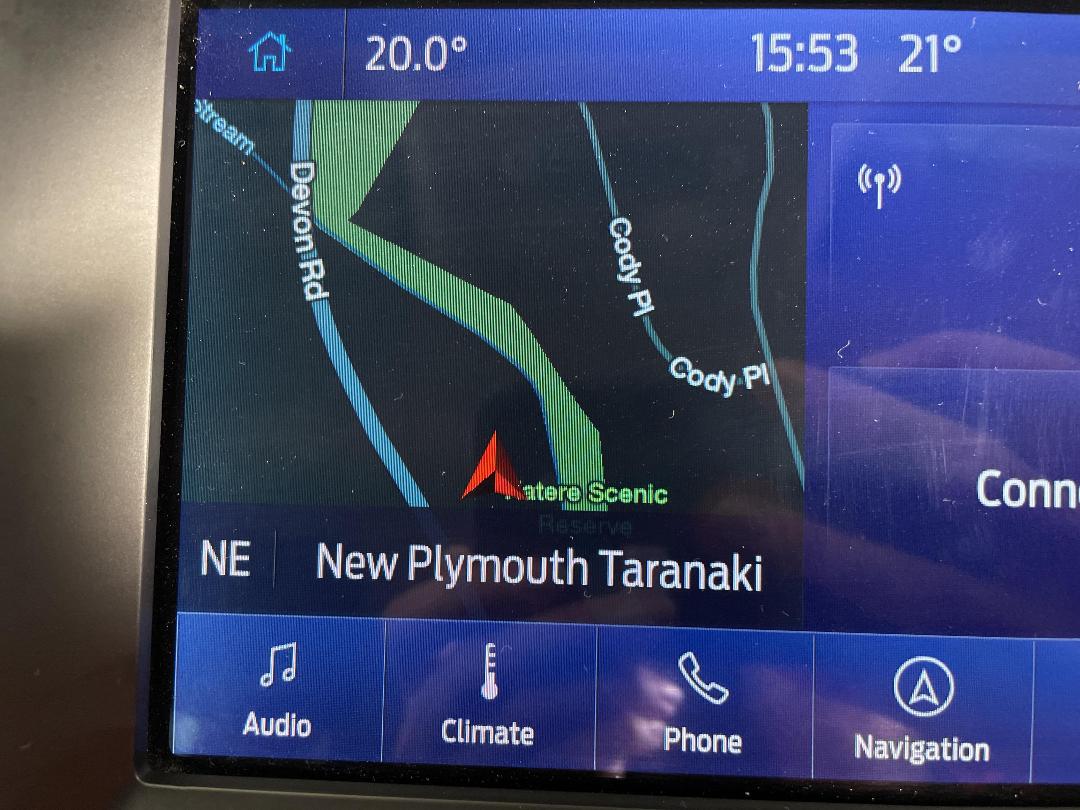 20.0°
15:53
21°
Stream
Devon Rd
Cody Pl
Cody Pl
atere Scenic
Reserve
Conn
NE
New Plymouth Taranaki
Audio
Climate
Phone
Navigation